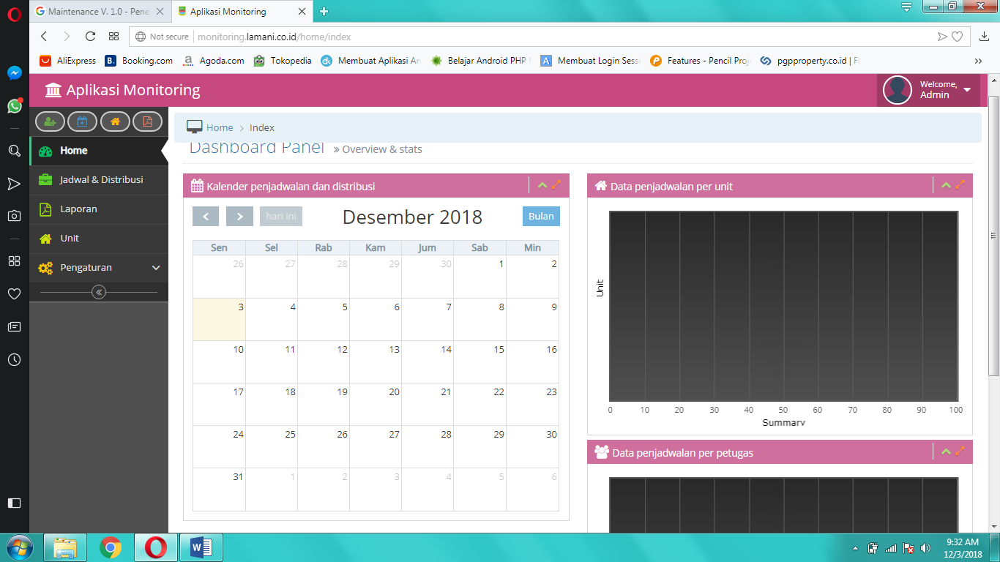 Maintenance V. 1.0 - Pene
Aplikasi Monitoring
Not secure
monitoring.lamani.co.id/home/index
AliExpress
Booking.com
Agoda.com
Tokopedia
Membuat Aplikasi An
Belajar Android PHP
Membuat Login Sess
Features - Pencil Proj
pgpproperty.co.id | F
Aplikasi Monitoring
Welcome,
Admin
Home
Jadwal & Distribusi
Laporan
Unit
Pengaturan
Home > Index
Dashboard Panel » Overview & stats
Kalender penjadwalan dan distribusi
hari ini
Desember 2018
Bulan
Sen Sel Rab Kam Jum Sab Min
26 27 28 29 30 1 2
3 4 5 6 7 8 9
10 11 12 13 14 15 16
17 18 19 20 21 22 23
24 25 26 27 28 29 30
31 1 2 3 4 5 6
Data penjadwalan per unit
Unit
0 10 20 30 40 50 60 70 80 90 100
Summary
Data penjadwalan per petugas
9:32 AM
12/3/2018